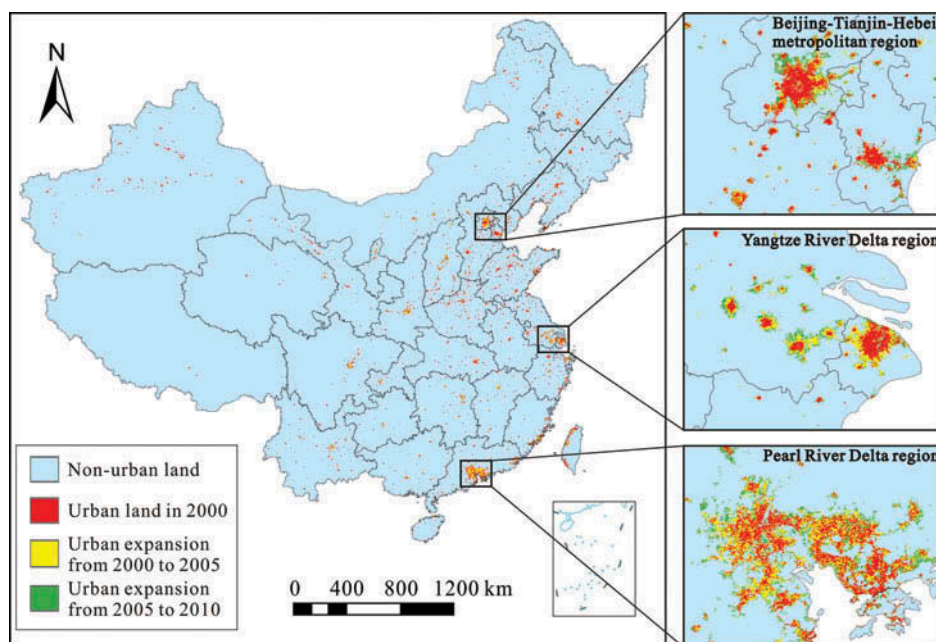 N
Beijing-Tianjin-Hebei
metropolitan region
Yangtze River Delta region
Pearl River Delta region
Non-urban land
Urban land in 2000
Urban expansion
from 2000 to 2005
Urban expansion
from 2005 to 2010
0 400 800 1200 km